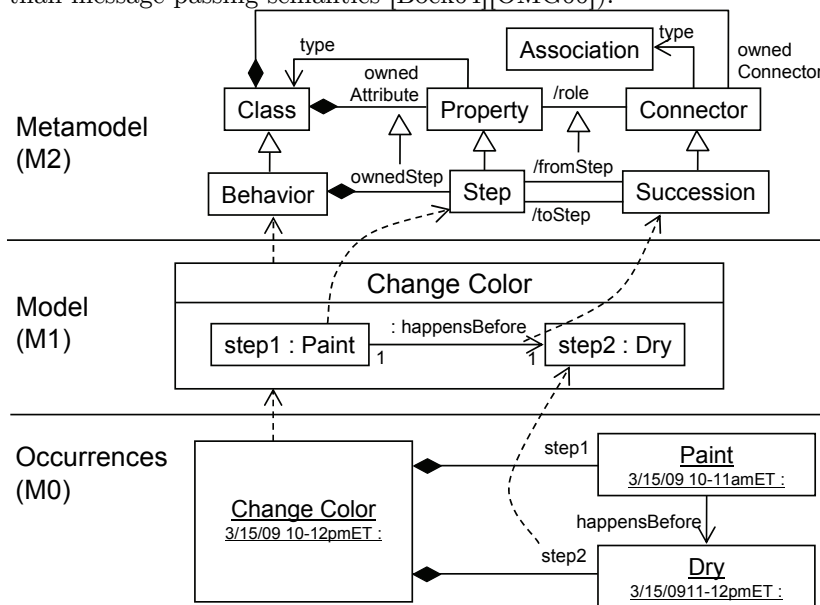 than message passing semantics [Bock04][OMG06]).
type
Association
type
owned
Connector
owned
Attribute
/role
Class
Property
Connector
Metamodel
(M2)
ownedStep
/fromStep
Behavior
Step
Succession
/toStep
Change Color
Model
(M1)
: happensBefore
step1 : Paint
step2 : Dry
1
1
Occurrences
(M0)
step1
Paint
3/15/09 10-11amET :
Change Color
3/15/09 10-12pmET :
happensBefore
step2
Dry
3/15/0911-12pmET :